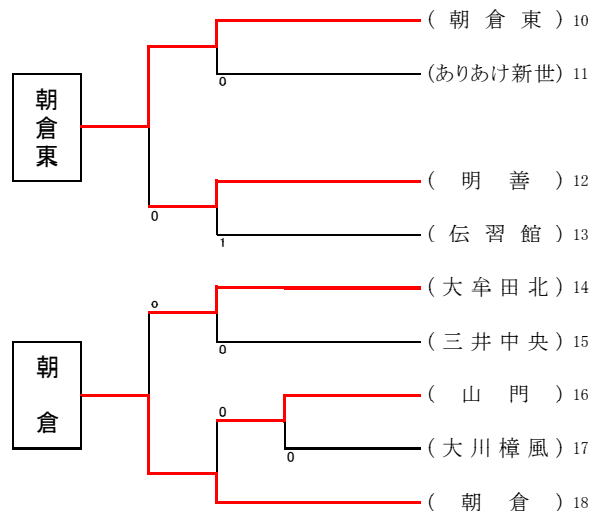 (朝倉東) 10
0
(ありあけ新世) 11
朝倉東
(明善) 12
0
1
(伝習館) 13
(大牟田北) 14
0
0
(三井中央) 15
朝倉
(山門) 16
0
0
(大川樟風) 17
(朝倉) 18